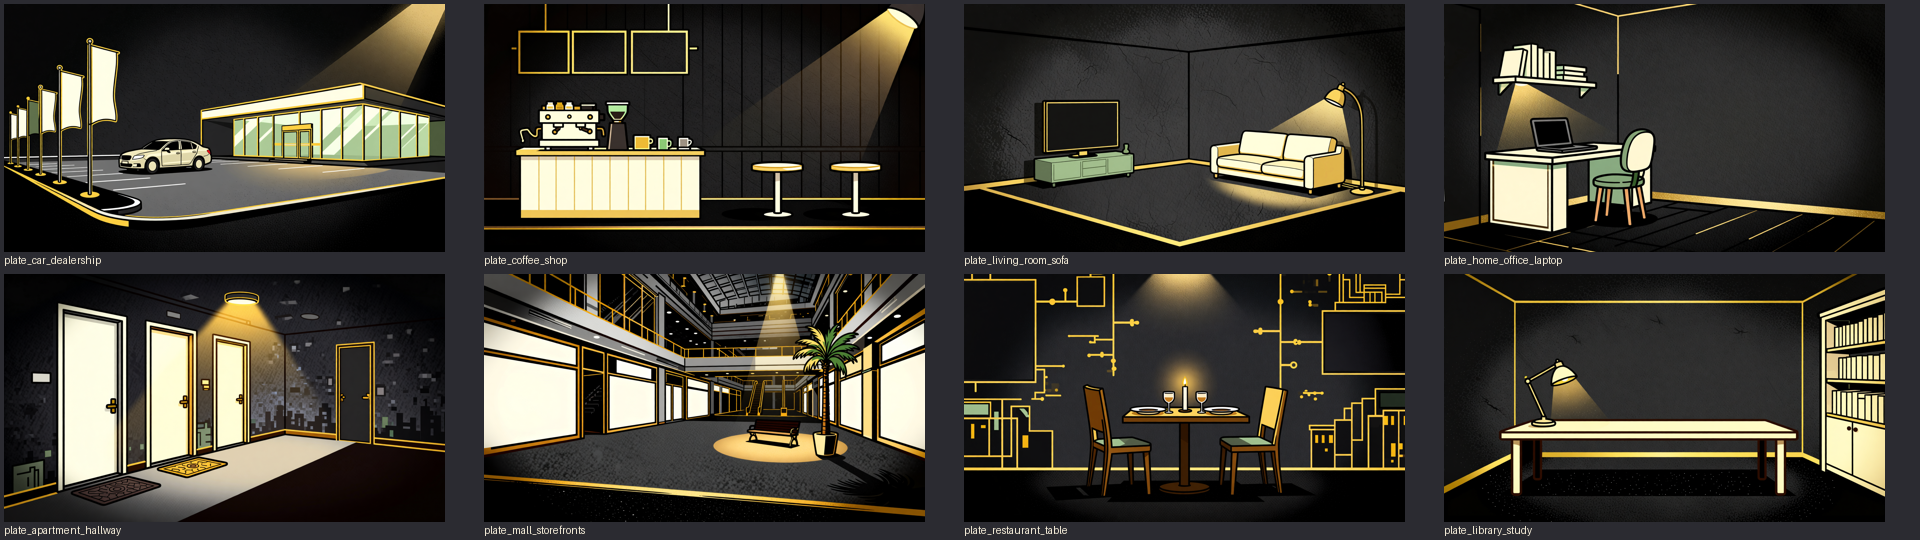 plate_car_dealership
plate_coffee_shop
plate_living_room_sofa
plate_home_office_laptop
plate_apartment_hallway
plate_mall_storefronts
plate_restaurant_table
plate_library_study